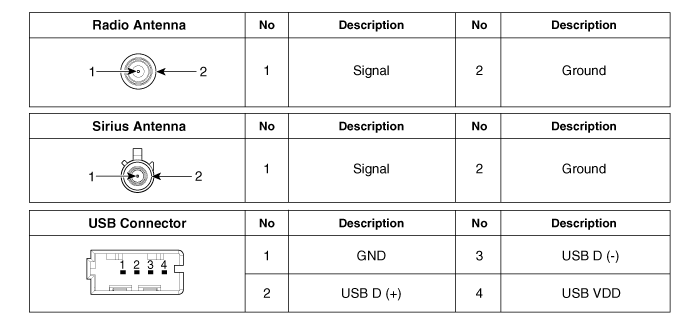 Radio Antenna No Description No Description
1 2 1 Signal 2 Ground
Sirius Antenna No Description No Description
1 2 1 Signal 2 Ground
USB Connector No Description No Description
1 2 3 4
1 GND 3 USB D (-)
2 USB D (+) 4 USB VDD